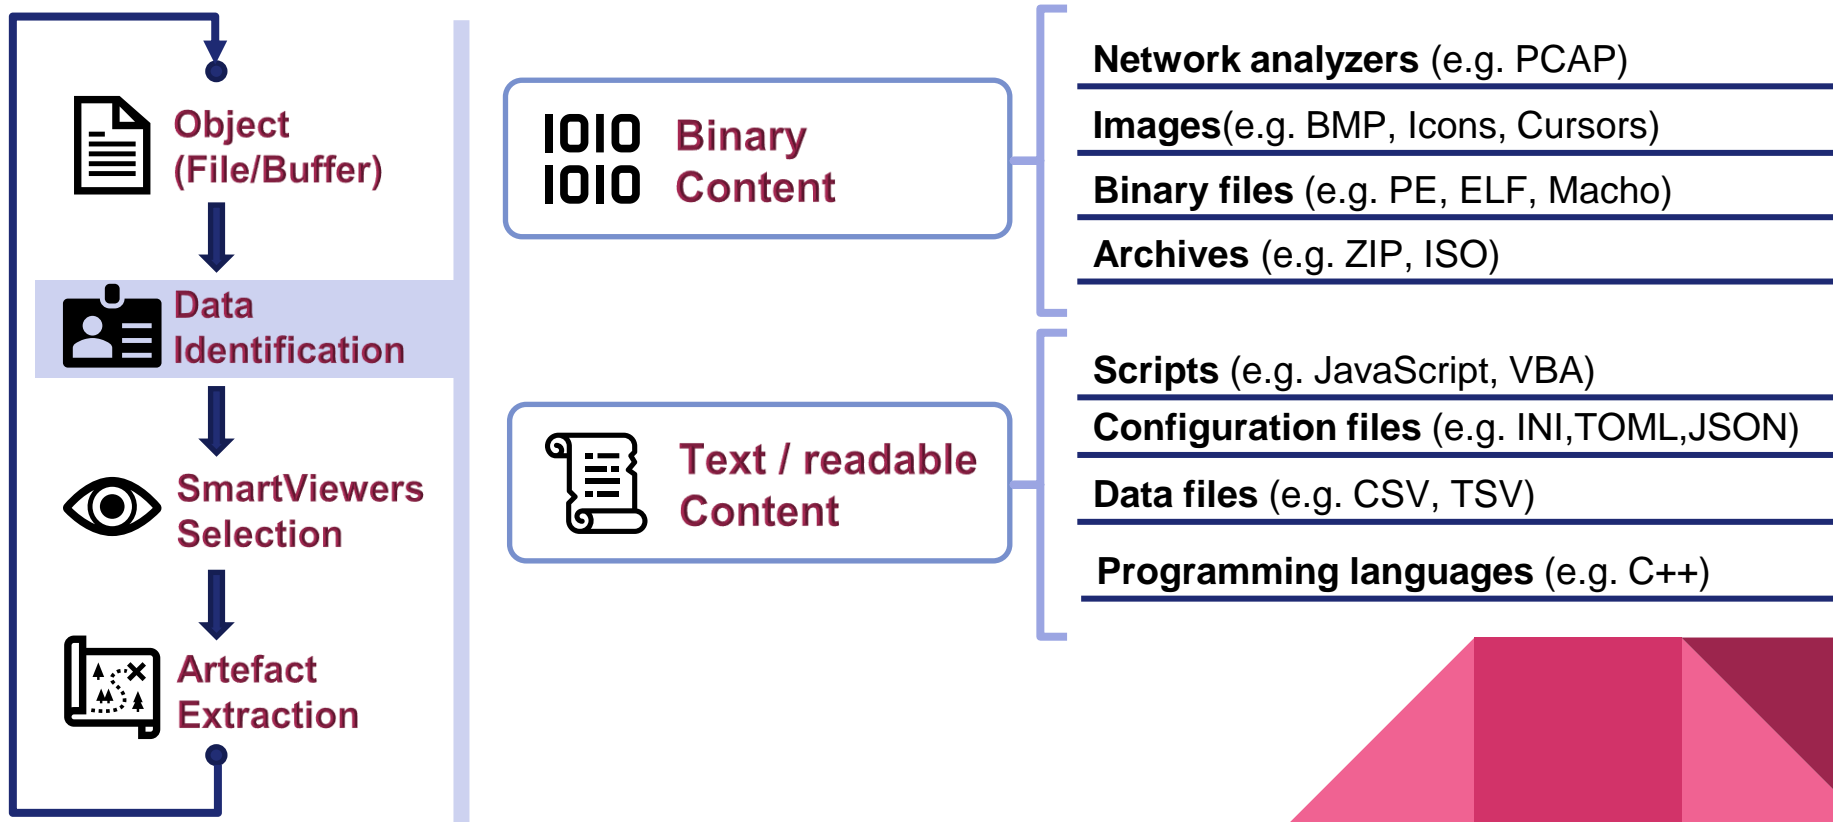 Object
(File/Buffer)
Data
Identification
SmartViewers
Selection
Artefact
Extraction
IOIO
IOIO
Binary
Content
Network analyzers (e.g. PCAP)
Images(e.g. BMP, Icons, Cursors)
Binary files (e.g. PE, ELF, Macho)
Archives (e.g. ZIP, ISO)
Text / readable
Content
Scripts (e.g. JavaScript, VBA)
Configuration files (e.g. INI,TOML,JSON)
Data files (e.g. CSV, TSV)
Programming languages (e.g. C++)